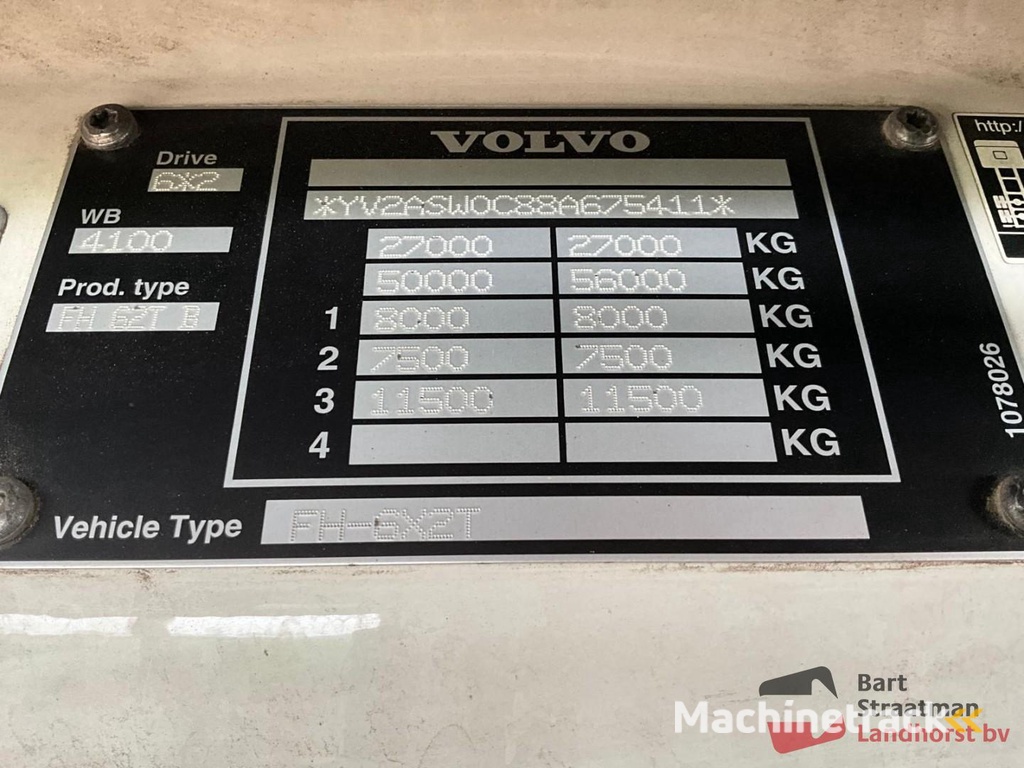 VOLVO
http:/
Drive
6X2
*YV2ASW0C88A675411*
WB
4100
27000 27000 KG
50000 56000 KG
Prod. type
FH 62T B
1 8000 8000 KG
2 7500 7500 KG
3 11500 11500 KG
4 KG
1078026
Vehicle Type FH-6X2T
Bart
Straatman
Landhorst bv
Machinetrack